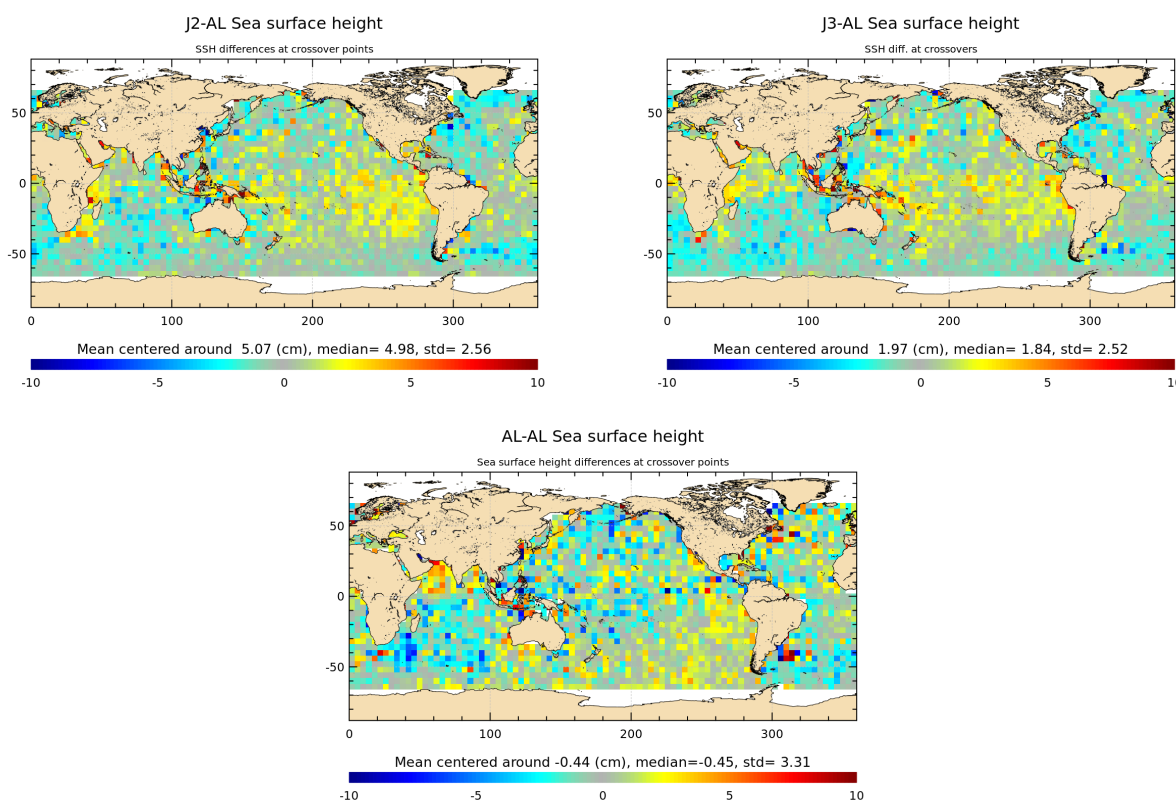 J2-AL Sea surface height
SSH differences at crossover points
50
0
-50
0 100 200 300
Mean centered around 5.07 (cm), median= 4.98, std= 2.56
-10 -5 0 5 10
J3-AL Sea surface height
SSH diff. at crossovers
50
0
-50
0 100 200 300
Mean centered around 1.97 (cm), median= 1.84, std= 2.52
-10 -5 0 5 10
AL-AL Sea surface height
Sea surface height differences at crossover points
50
0
-50
0 100 200 300
Mean centered around -0.44 (cm), median=-0.45, std= 3.31
-10 -5 0 5 10